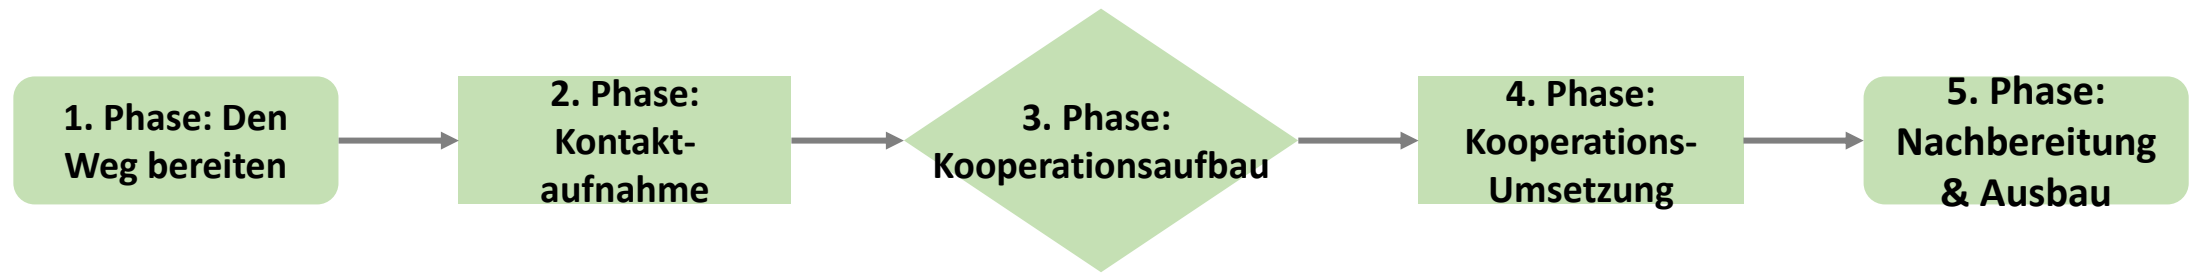 1. Phase: Den
Weg bereiten
2. Phase:
Kontakt-
aufnahme
3. Phase:
Kooperationsaufbau
4. Phase:
Kooperations-
Umsetzung
5. Phase:
Nachbereitung
& Ausbau